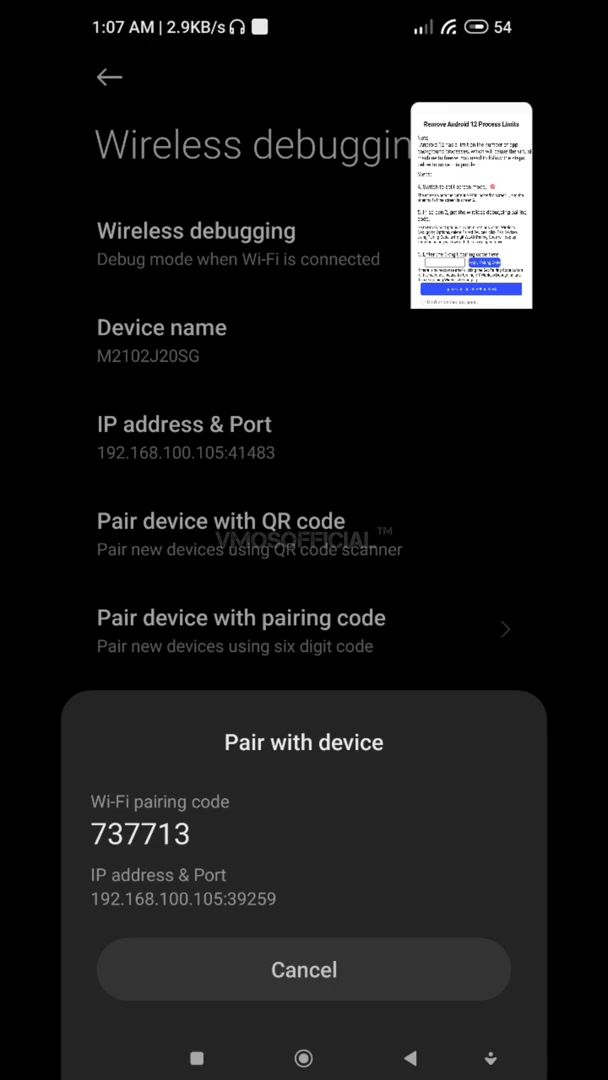 1:07 AM | 2.9KB/s
54
Wireless debuggin
Remove Android 12 Process Limits
Wireless debugging
Debug mode when Wi-Fi is connected
Device name
M2102J20SG
IP address & Port
192.168.100.105:41483
Pair device with QR code
VMOSOFFICIAL™
Pair new devices using QR code scanner
Pair device with pairing code
Pair new devices using six digit code
Pair with device
Wi-Fi pairing code
737713
IP address & Port
192.168.100.105:39259
Cancel